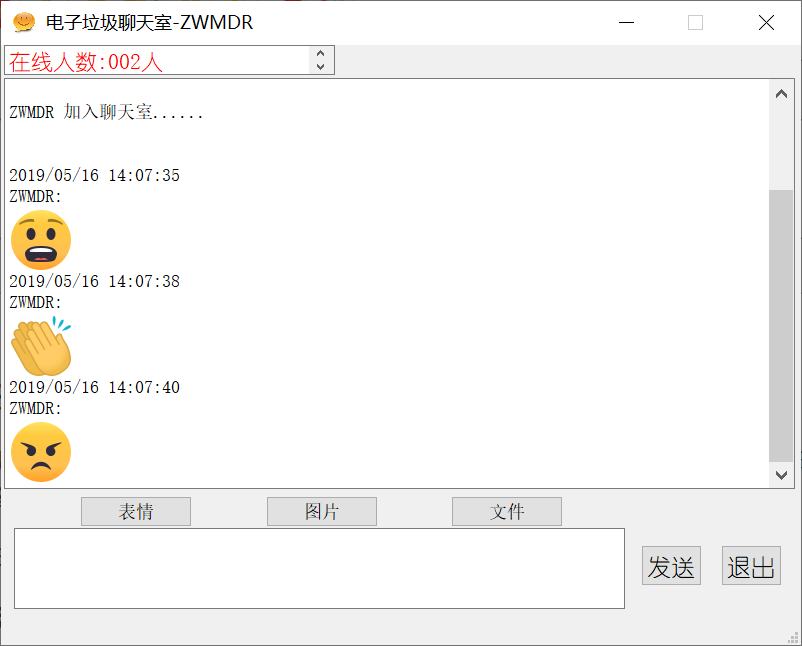 电子垃圾聊天室-ZWMDR
在线人数:002人
ZWMDR 加入聊天室......
2019/05/16 14:07:35
ZWMDR:
2019/05/16 14:07:38
ZWMDR:
2019/05/16 14:07:40
ZWMDR:
表情 图片 文件
发送 退出